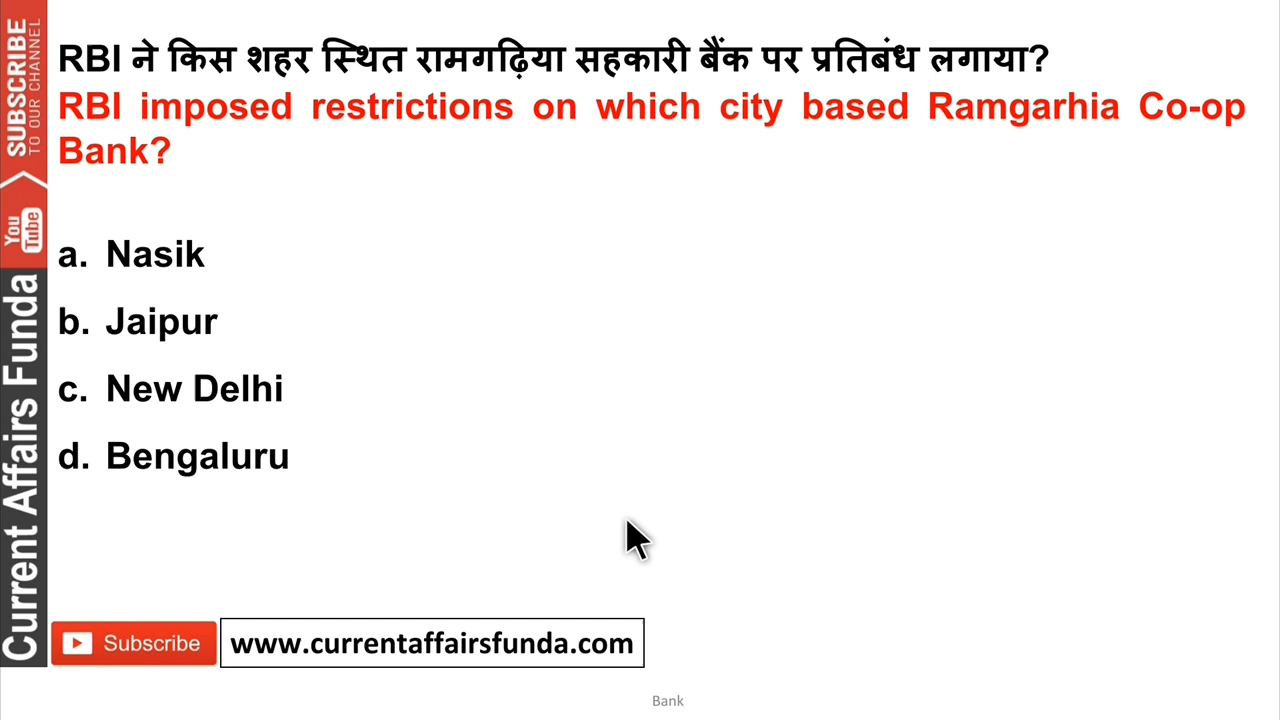 RBI ने किस शहर स्थित रामगढ़िया सहकारी बैंक पर प्रतिबंध लगाया?
RBI imposed restrictions on which city based Ramgarhia Co-op
Bank?
a. Nasik
b. Jaipur
c. New Delhi
d. Bengaluru
SUBSCRIBE
TO OUR CHANNEL
You
Tube
Current Affairs Funda
Subscribe
www.currentaffairsfunda.com
Bank